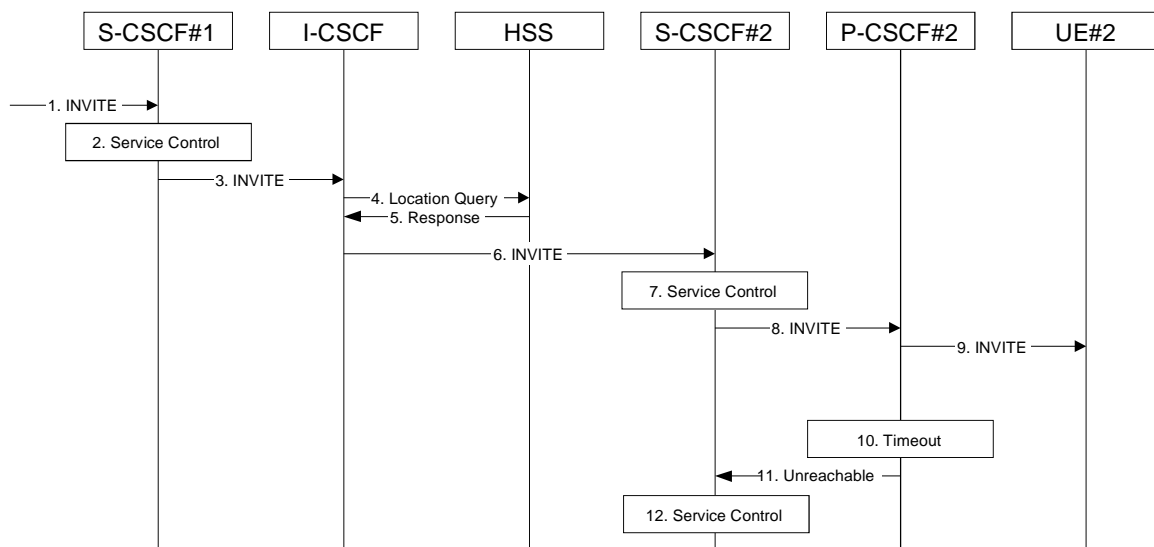 S-CSCF#1
I-CSCF
HSS
S-CSCF#2
P-CSCF#2
UE#2
1. INVITE
2. Service Control
3. INVITE
4. Location Query
5. Response
6. INVITE
7. Service Control
8. INVITE
9. INVITE
10. Timeout
11. Unreachable
12. Service Control